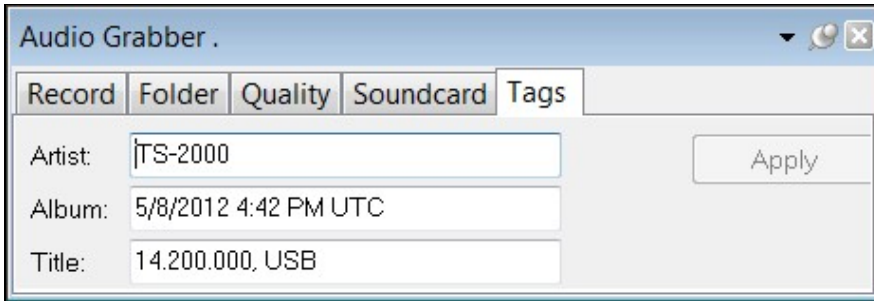 Audio Grabber .
Record Folder Quality Soundcard Tags
Artist: TS-2000 Apply
Album: 5/8/2012 4:42 PM UTC
Title: 14.200.000, USB